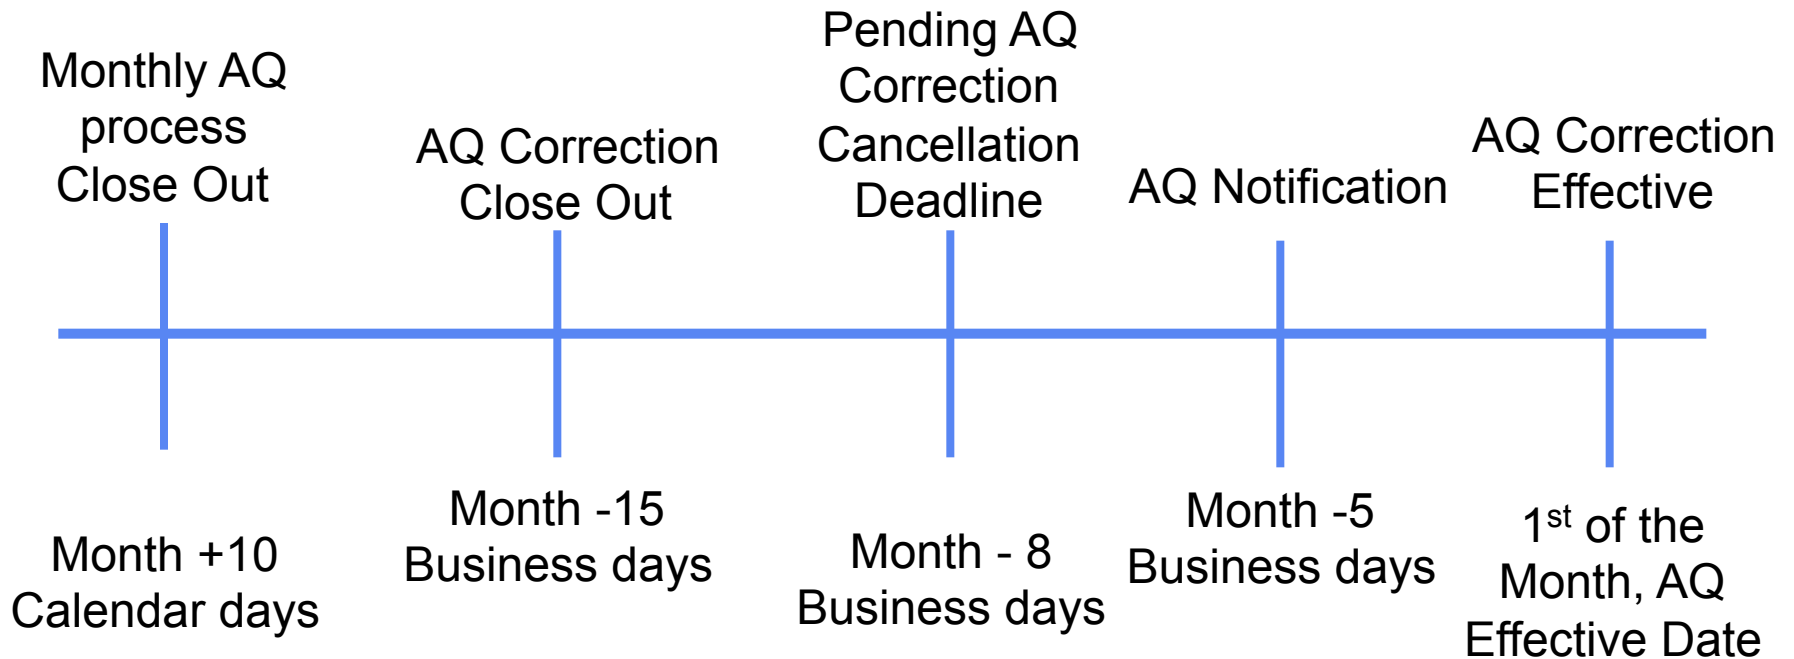 Monthly AQ
process
Close Out
AQ Correction
Close Out
Pending AQ
Correction
Cancellation
Deadline
AQ Notification
AQ Correction
Effective
Month +10
Calendar days
Month -15
Business days
Month - 8
Business days
Month -5
Business days
1st of the
Month, AQ
Effective Date